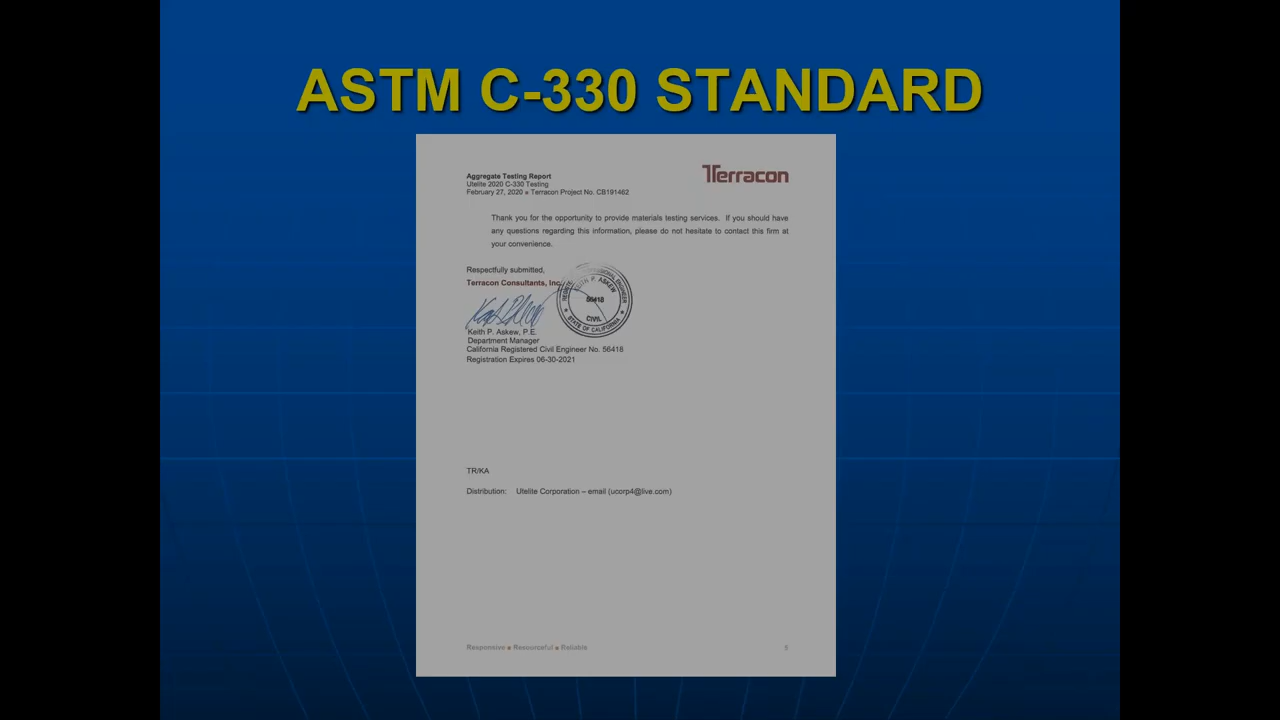 ASTM C-330 STANDARD
Aggregate Testing Report
Terracon
Utelite 2020 C-330 Testing
February 27, 2020 ■ Terracon Project No. CB191462
Thank you for the opportunity to provide materials testing services. If you should have
any questions regarding this information, please do not hesitate to contact this firm at
your convenience.
Respectfully submitted,
Terracon Consultants, Inc.
KEITH P. ASKEW
56418
CIVIL
STATE OF CALIFORNIA
Keith P. Askew, P.E.
Department Manager
California Registered Civil Engineer No. 56418
Registration Expires 06-30-2021
TR/KA
Distribution: Utelite Corporation – email (ucorp4@live.com)
Responsive ■ Resourceful ■ Reliable
5